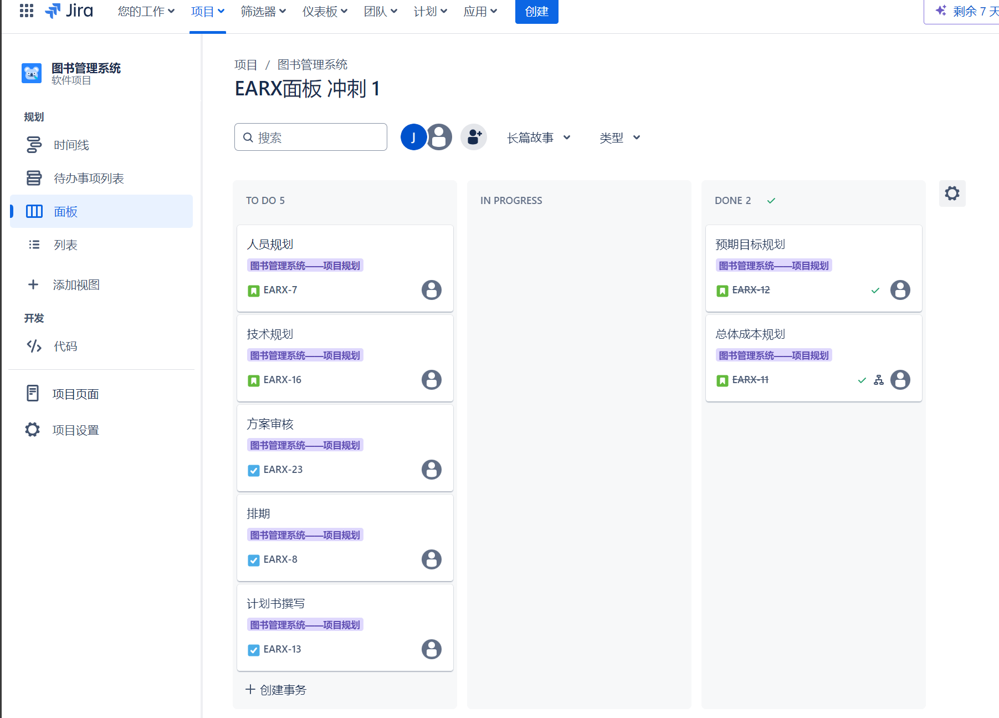 Jira 您的工作 项目 筛选器 仪表板 团队 计划 应用 创建 剩余 7 天
图书管理系统
软件项目
规划
时间线
待办事项列表
面板
列表
添加视图
开发
代码
项目页面
项目设置
项目 / 图书管理系统
EARX面板 冲刺 1
搜索 J 长篇故事 类型
TO DO 5
人员规划
图书管理系统——项目规划
EARX-7
技术规划
图书管理系统——项目规划
EARX-16
方案审核
图书管理系统——项目规划
EARX-23
排期
图书管理系统——项目规划
EARX-8
计划书撰写
图书管理系统——项目规划
EARX-13
创建事务
IN PROGRESS
DONE 2
预期目标规划
图书管理系统——项目规划
EARX-12
总体成本规划
图书管理系统——项目规划
EARX-11